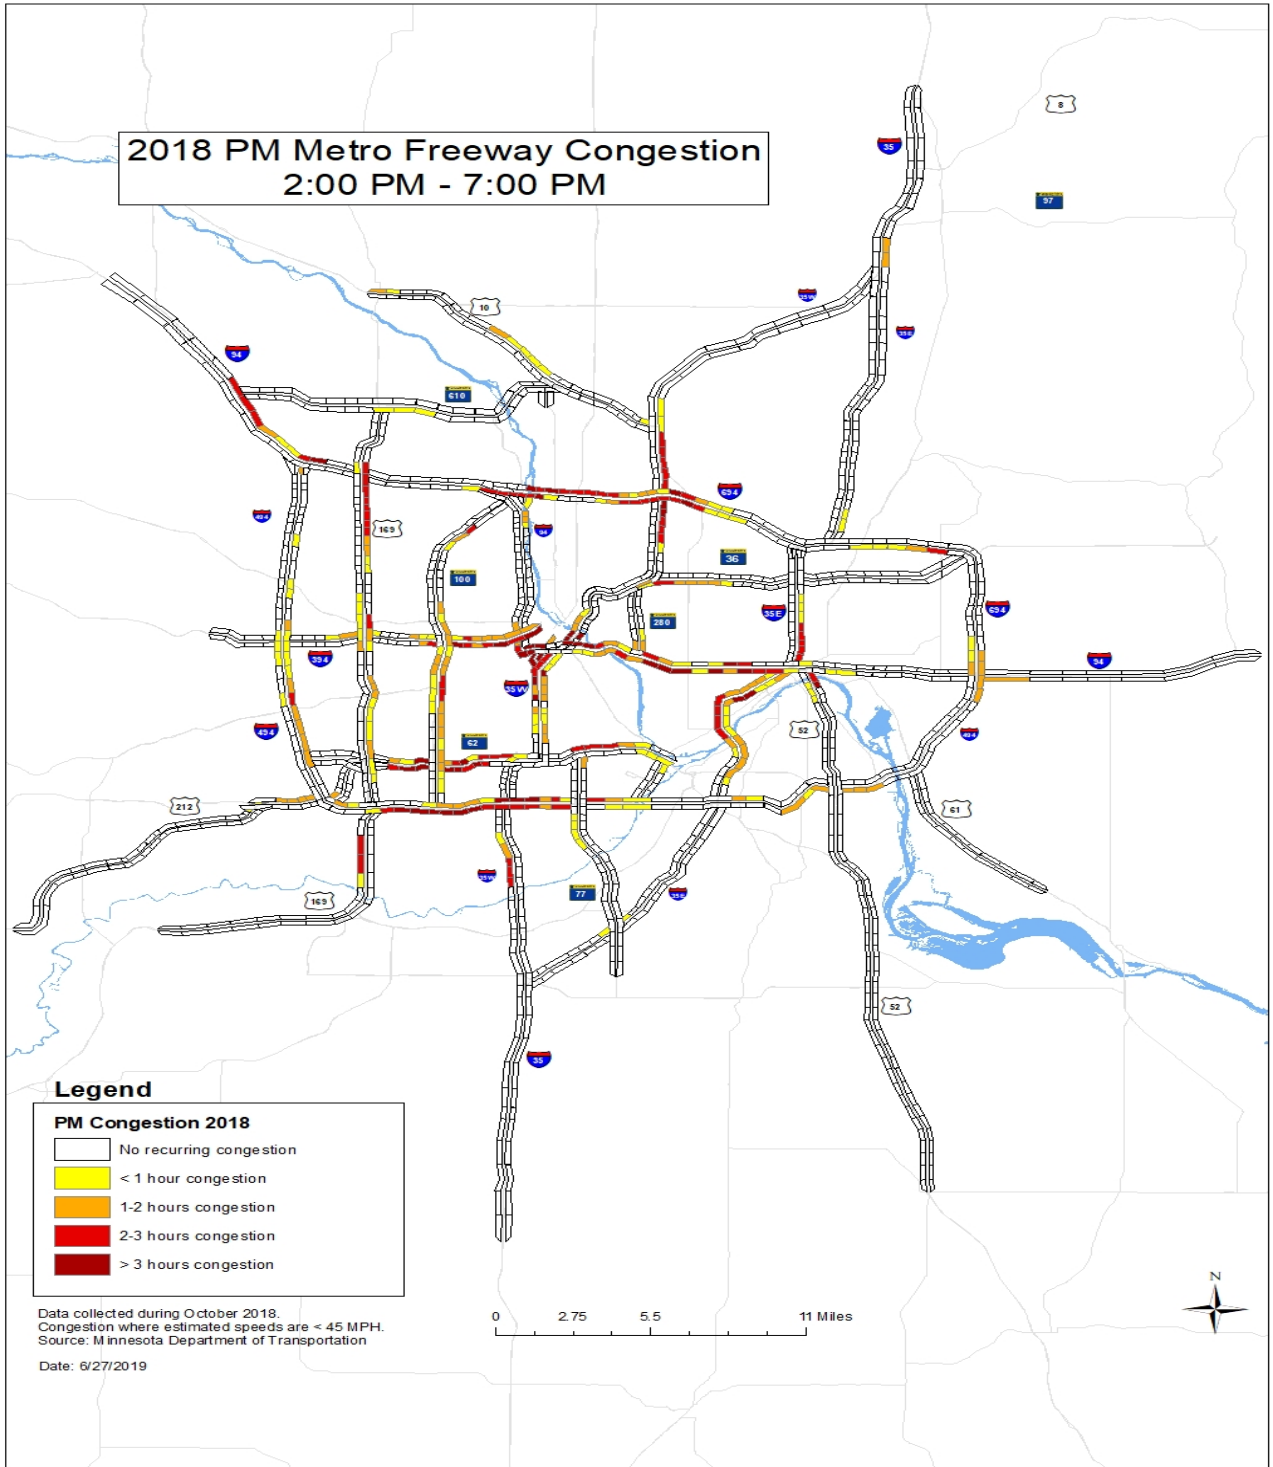 2018 PM Metro Freeway Congestion
2:00 PM - 7:00 PM
8
35
97
35W
10
35E
94
610
694
494
169
94
36
100
280
35E
694
394
94
35W
494
62
52
494
212
61
35W
77
35E
169
52
35
Legend
PM Congestion 2018
No recurring congestion
< 1 hour congestion
1-2 hours congestion
2-3 hours congestion
> 3 hours congestion
Data collected during October 2018.
Congestion where estimated speeds are < 45 MPH.
Source: Minnesota Department of Transportation
Date: 6/27/2019
0 2.75 5.5 11 Miles
N